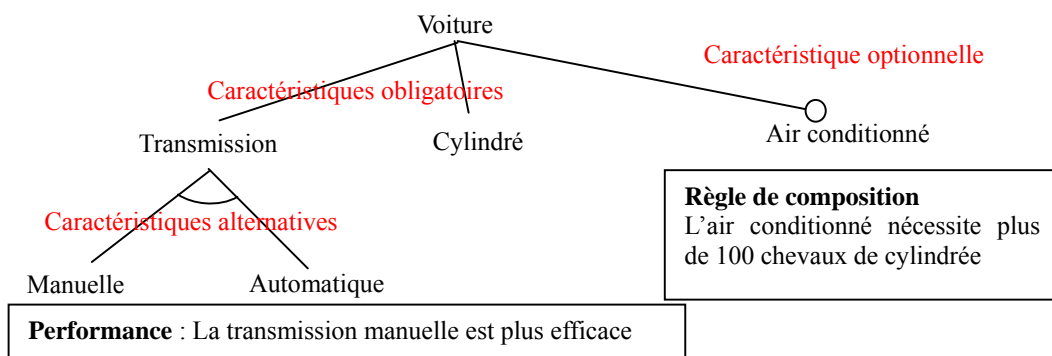 Voiture
Caractéristique optionnelle
Caractéristiques obligatoires
Transmission
Cylindré
Air conditionné
Caractéristiques alternatives
Manuelle
Automatique
Règle de composition
L’air conditionné nécessite plus
de 100 chevaux de cylindrée
Performance : La transmission manuelle est plus efficace